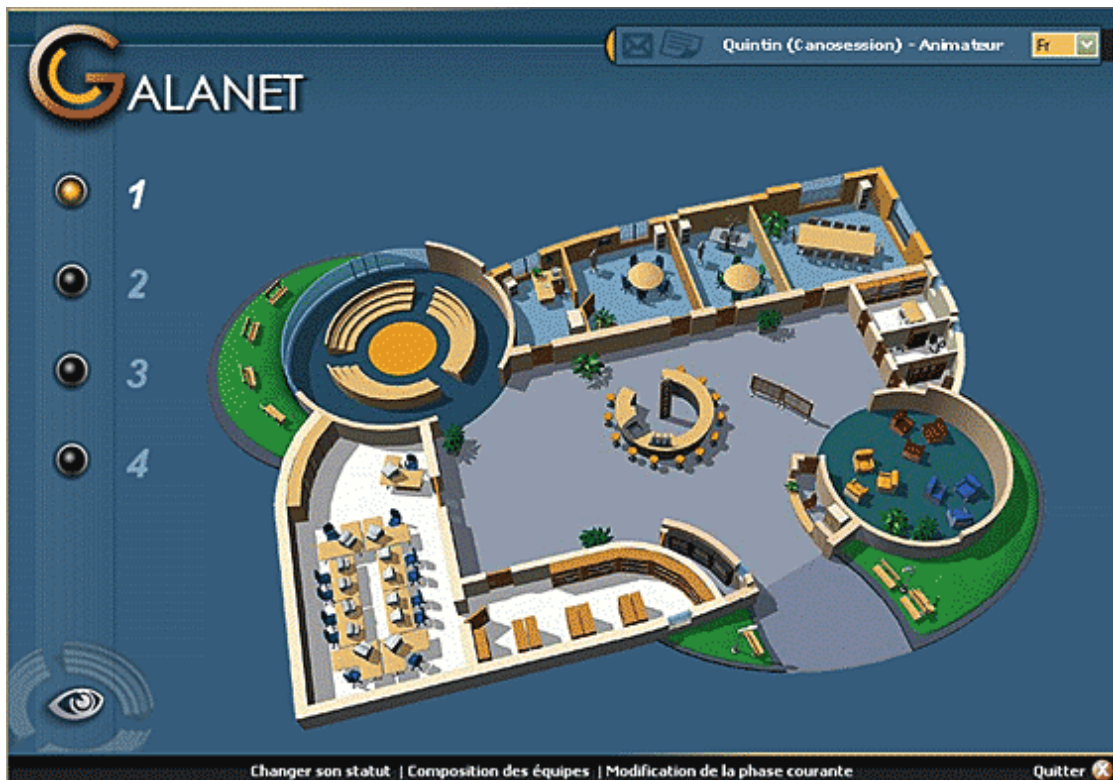 Quintin (Canosession) - Animateur
Fr
GALANET
1
2
3
4
Changer son statut | Composition des équipes | Modification de la phase courante
Quitter